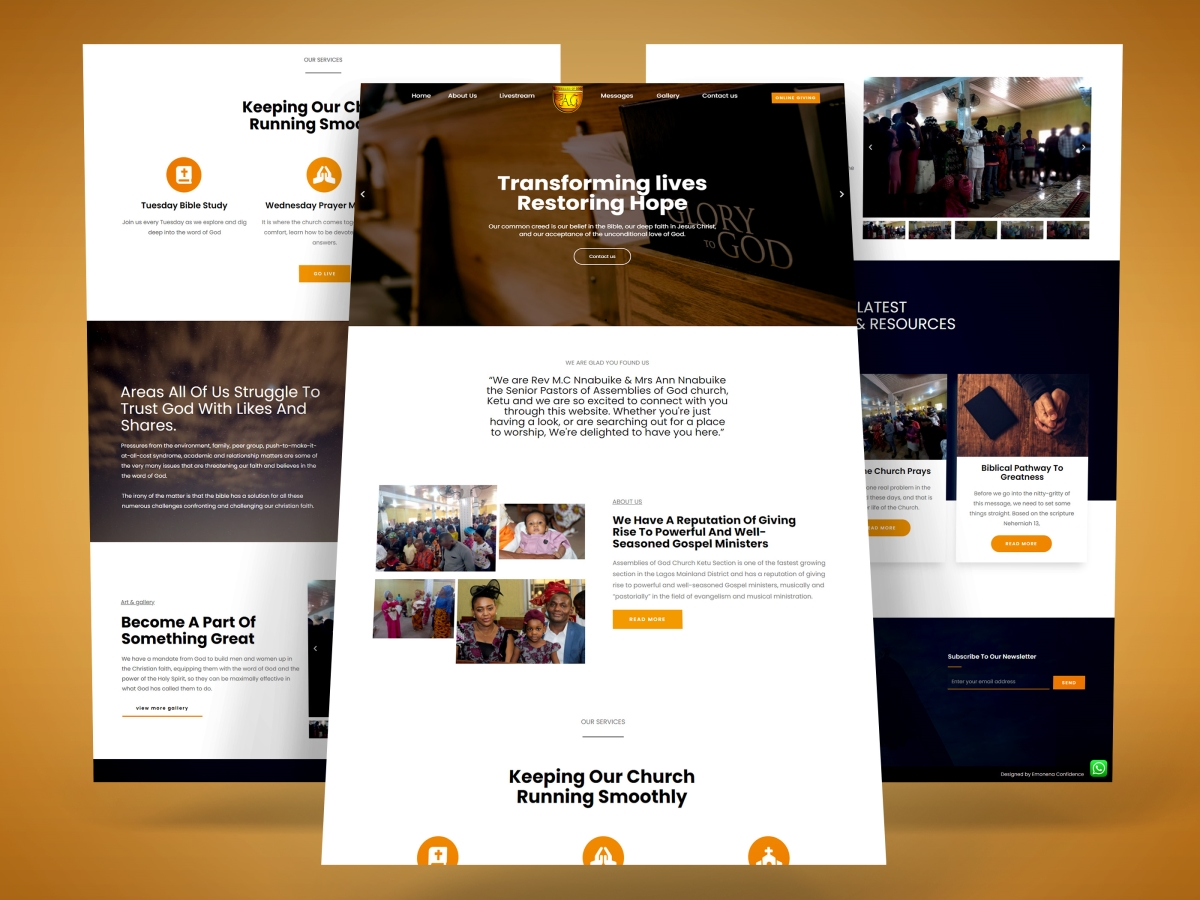 OUR SERVICES
Keeping Our Ch
Running Smoo
Tuesday Bible Study
Join us every Tuesday as we explore and dig
deep into the word of God
Wednesday Prayer M
It is where the church comes tog
comfort, learn how to be devote
answers.
GO LIVE
Areas All Of Us Struggle To
Trust God With Likes And
Shares.
Pressures from the environment, family, peer group, push-to-make-it-
at-all-cost syndrome, academic and relationship matters are some of
the very many issues that are threatening our faith and believes in the
the word of God.
The irony of the matter is that the bible has a solution for all these
numerous challenges confronting and challenging our christian faith.
Art & gallery
Become A Part Of
Something Great
We have a mandate from God to build men and women up in
the Christian faith, equipping them with the word of God and the
power of the Holy Spirit, so they can be maximally effective in
what God has called them to do.
view more gallery
Home About Us Livestream AG Messages Gallery Contact us ONLINE GIVING
Transforming lives
Restoring Hope
Our common creed is our belief in the Bible, our deep faith in Jesus Christ,
and our acceptance of the unconditional love of God.
Contact us
GLORY
TO GOD
WE ARE GLAD YOU FOUND US
“We are Rev M.C Nnabuike & Mrs Ann Nnabuike
the Senior Pastors of Assemblies of God church,
Ketu and we are so excited to connect with you
through this website. Whether you're just
having a look, or are searching out for a place
to worship, We're delighted to have you here.”
ABOUT US
We Have A Reputation Of Giving
Rise To Powerful And Well-
Seasoned Gospel Ministers
Assemblies of God Church Ketu Section is one of the fastest growing
section in the Lagos Mainland District and has a reputation of giving
rise to powerful and well-seasoned Gospel ministers, musically and
“pastorially” in the field of evangelism and musical ministration.
READ MORE
OUR SERVICES
Keeping Our Church
Running Smoothly
LATEST
& RESOURCES
e Church Prays
one real problem in the
these days, and that is
life of the Church.
EAD MORE
Biblical Pathway To
Greatness
Before we go into the nitty-gritty of
this message, we need to set some
things straight. Based on the scripture
Nehemiah 13,
READ MORE
Subscribe To Our Newsletter
Enter your email address
SEND
Designed by Emonena Confidence